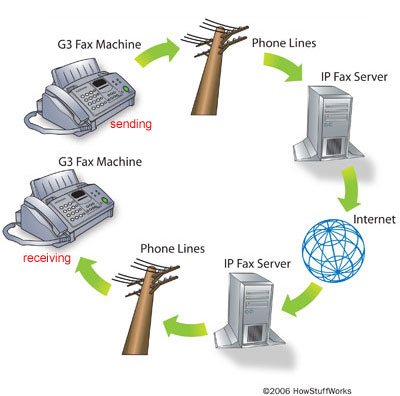 G3 Fax Machine
Phone Lines
IP Fax Server
sending
G3 Fax Machine
Internet
Phone Lines
IP Fax Server
receiving
©2006 HowStuffWorks